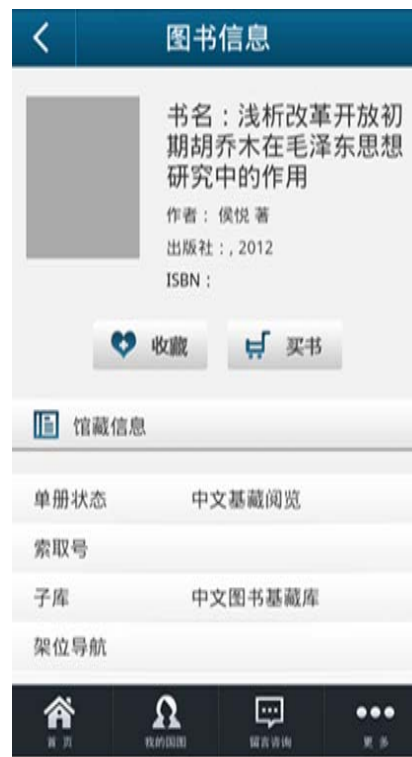 图书信息
书名：浅析改革开放初
期胡乔木在毛泽东思想
研究中的作用
作者： 侯悦 著
出版社：, 2012
ISBN：
收藏
买书
馆藏信息
单册状态 中文基藏阅览
索取号
子库 中文图书基藏库
架位导航
首 页
我的国图
留言咨询
更 多